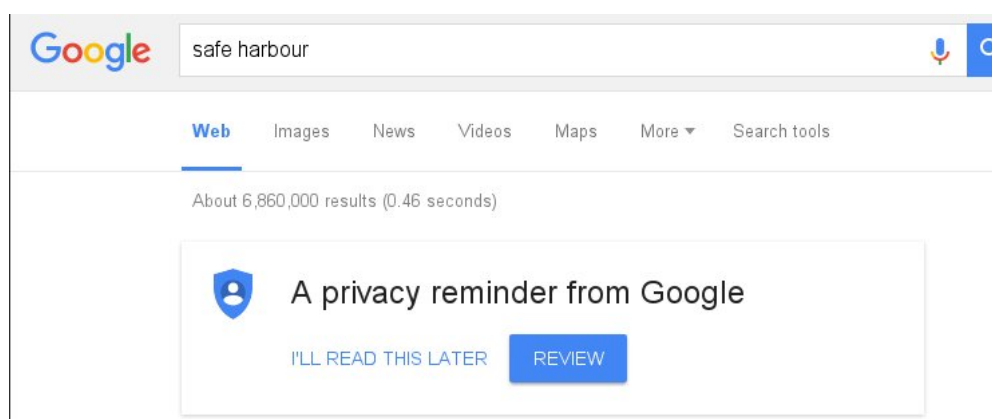 Google safe harbour
Web Images News Videos Maps More Search tools
About 6,860,000 results (0.46 seconds)
A privacy reminder from Google
I'LL READ THIS LATER REVIEW